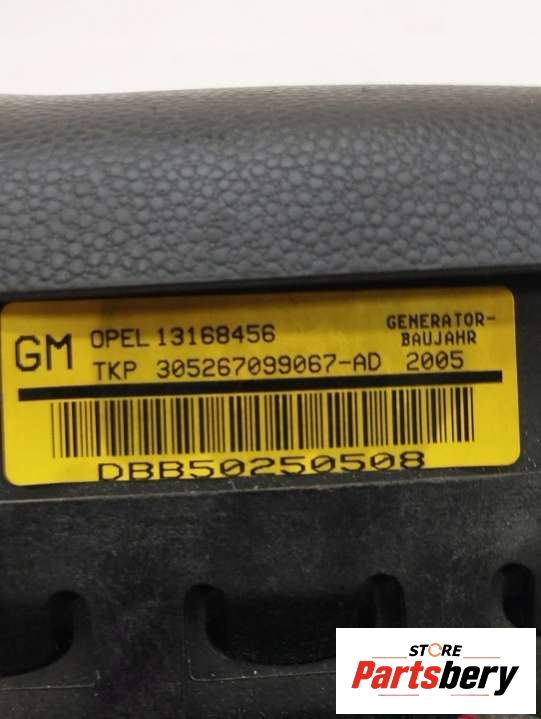 GM
OPEL 13168456
TKP 305267099067-AD
GENERATOR-
BAUJAHR
2005
DBB50250508
STORE
Partsbery